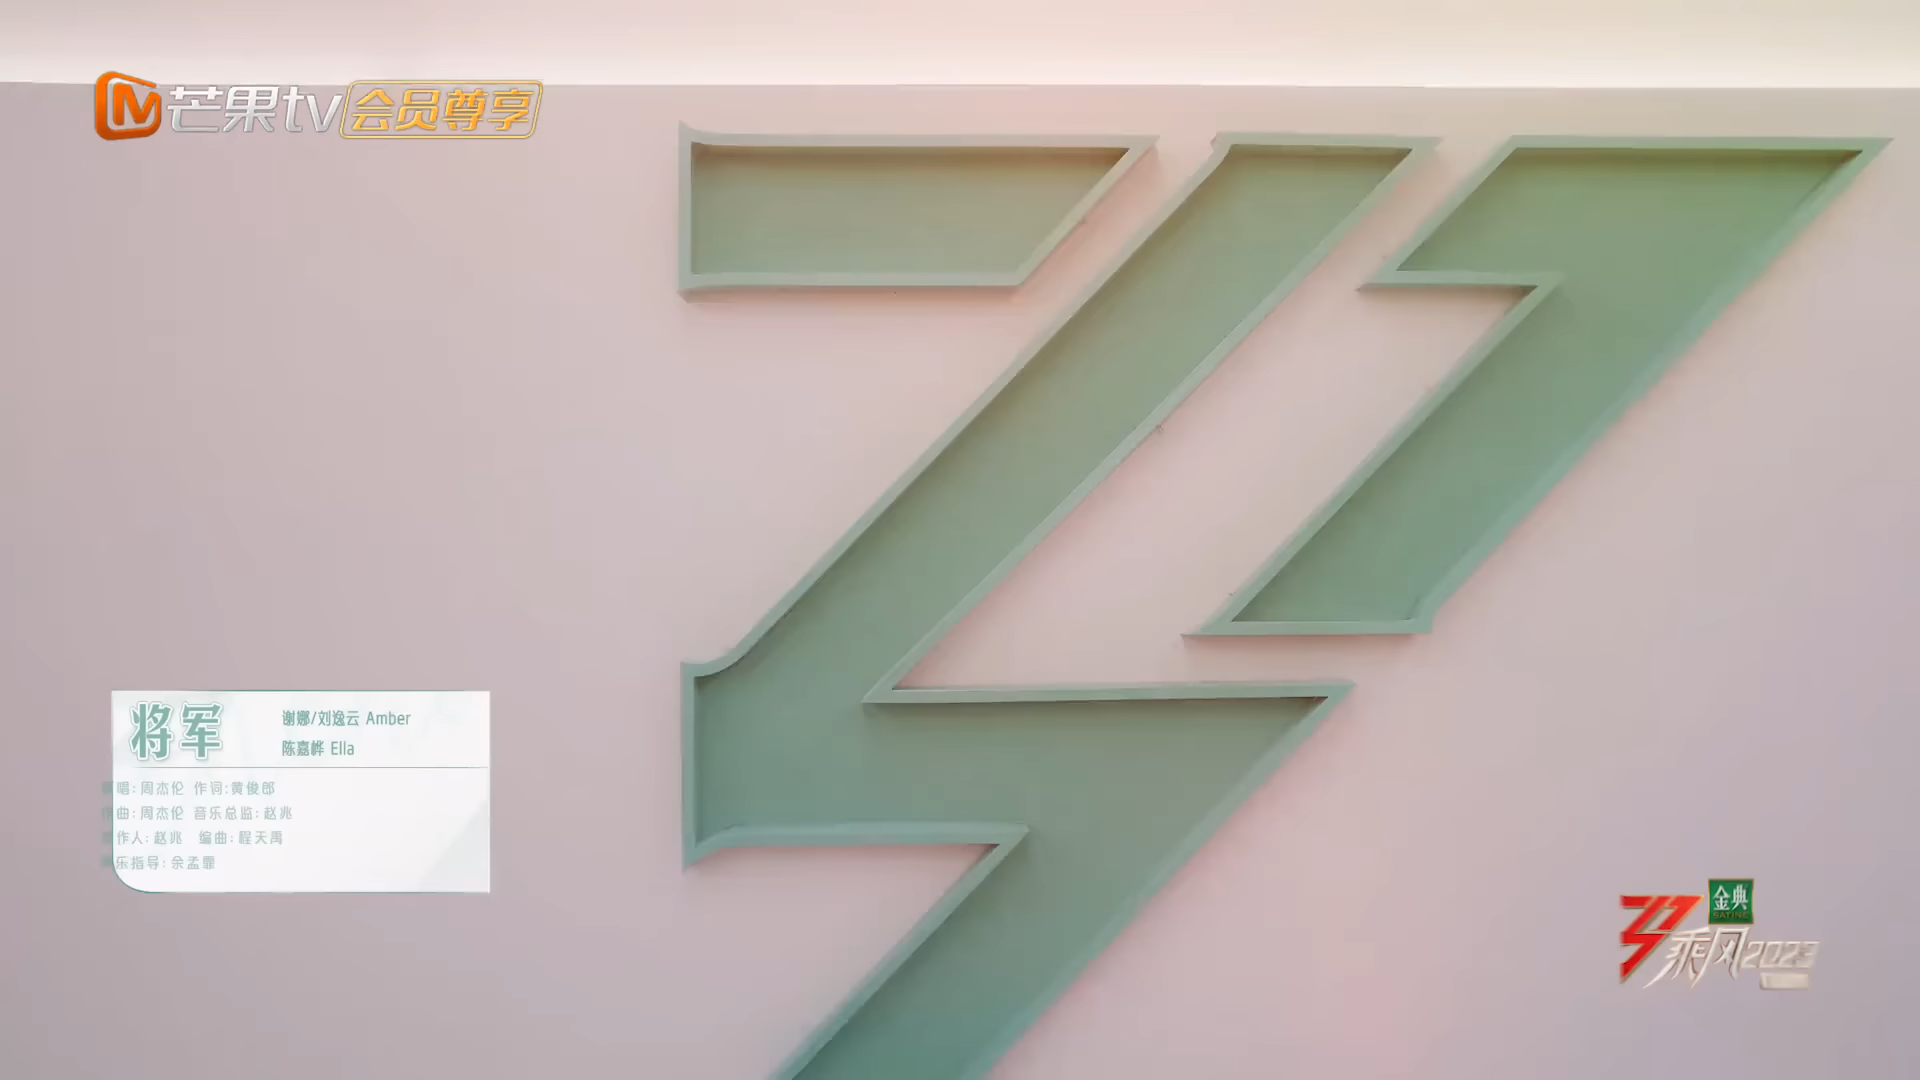 芒果tv会员尊享
将军
谢娜/刘逸云 Amber
陈嘉桦 Ella
唱:周杰伦 作词:黄俊郎
曲:周杰伦 音乐总监:赵兆
作人:赵兆 编曲:程天禹
乐指导:余孟霏
金典
SATINE
乘风2023